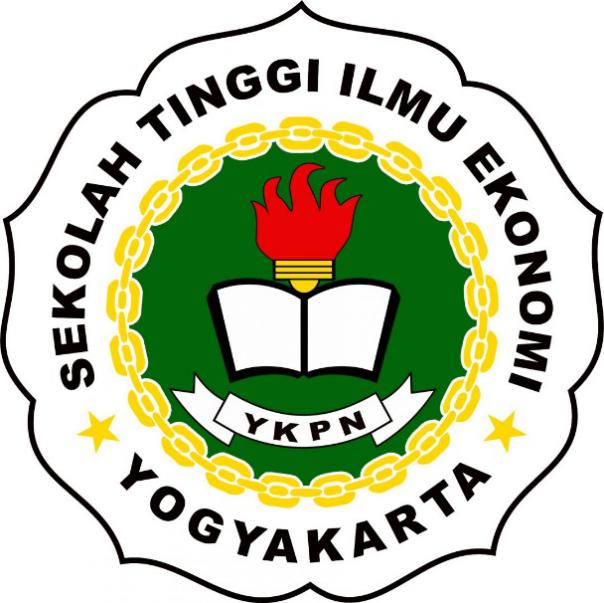 SEKOLAH TINGGI ILMU EKONOMI
YKPN
YOGYAKARTA